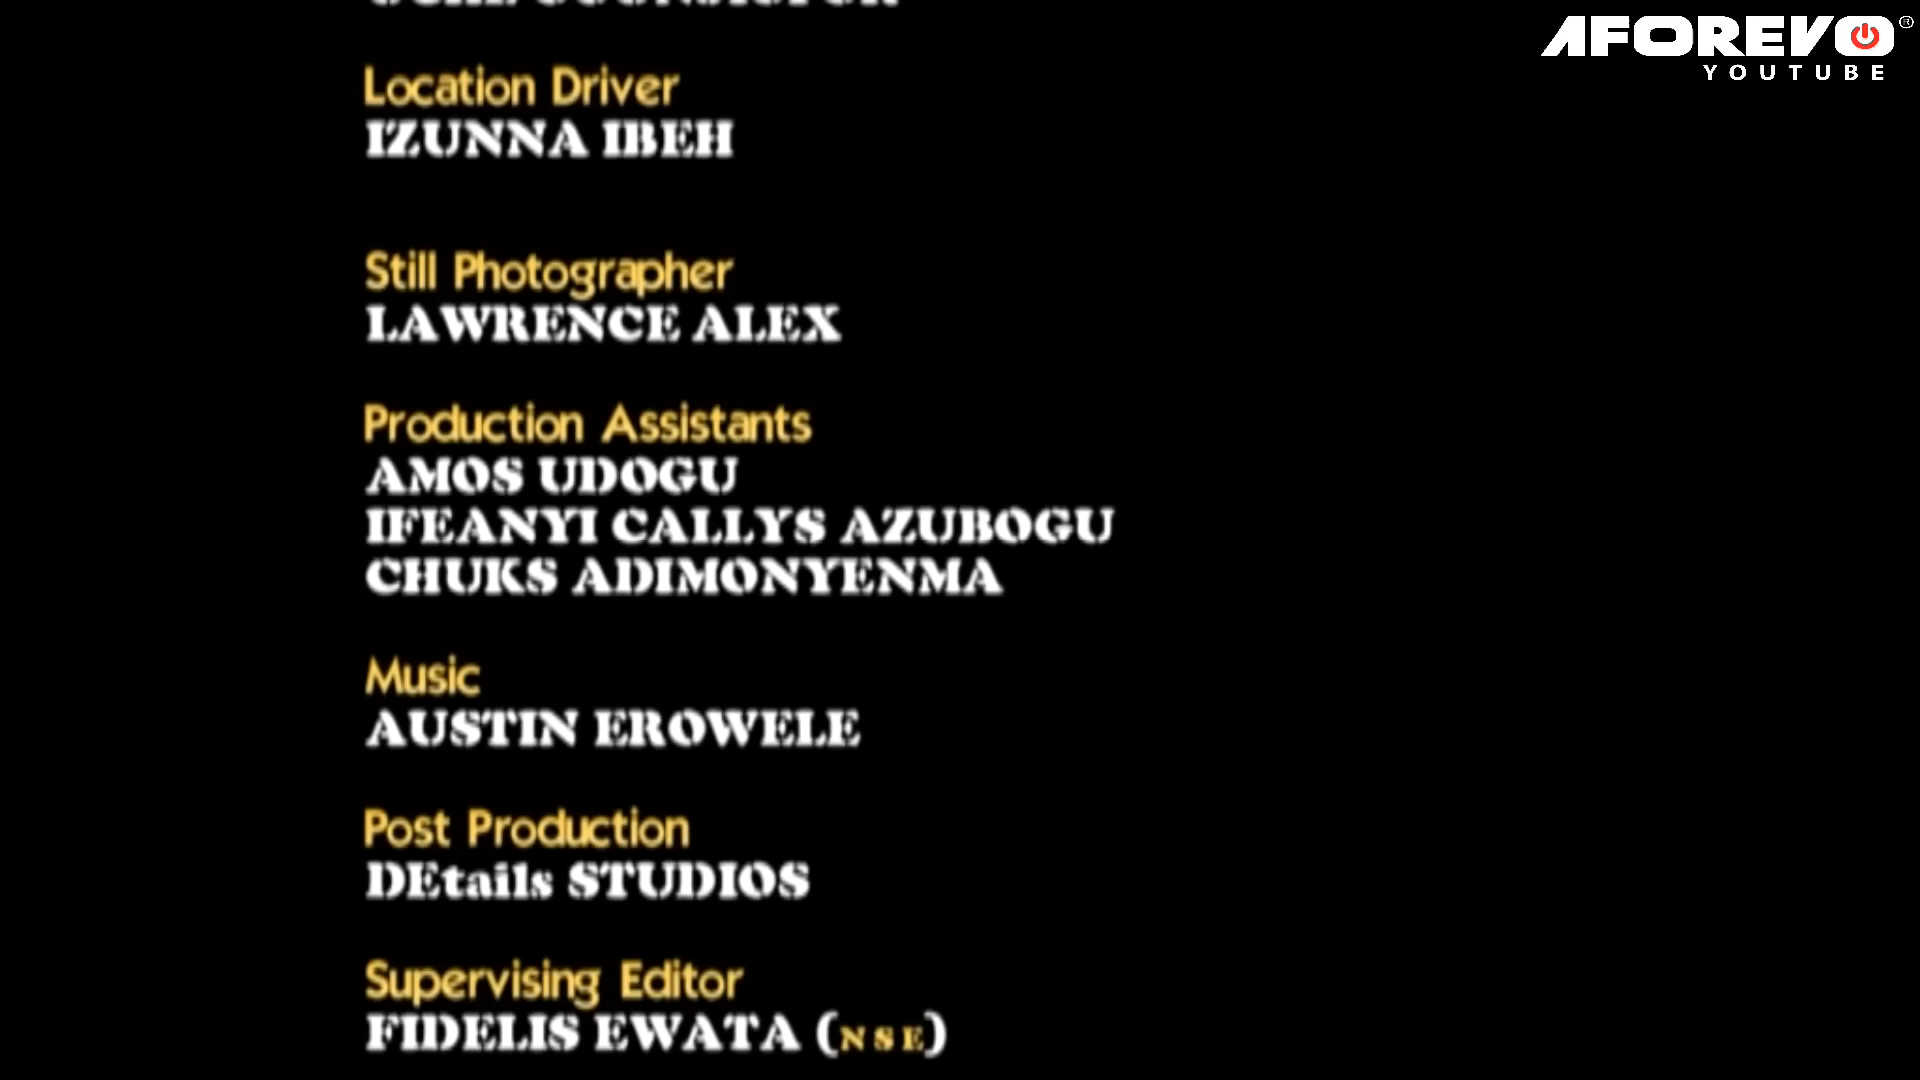 AFOREVO®
YOUTUBE
Location Driver
IZUNNA IBEH
Still Photographer
LAWRENCE ALEX
Production Assistants
AMOS UDOGU
IFEANYI CALLYS AZUBOGU
CHUKS ADIMONYENMA
Music
AUSTIN EROWELE
Post Production
DEtails STUDIOS
Supervising Editor
FIDELIS EWATA (NSE)